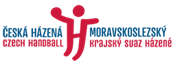 ČESKÁ HÁZENÁ
CZECH HANDBALL
MORAVSKOSLEZSKÝ
KRAJSKÝ SVAZ HÁZENÉ